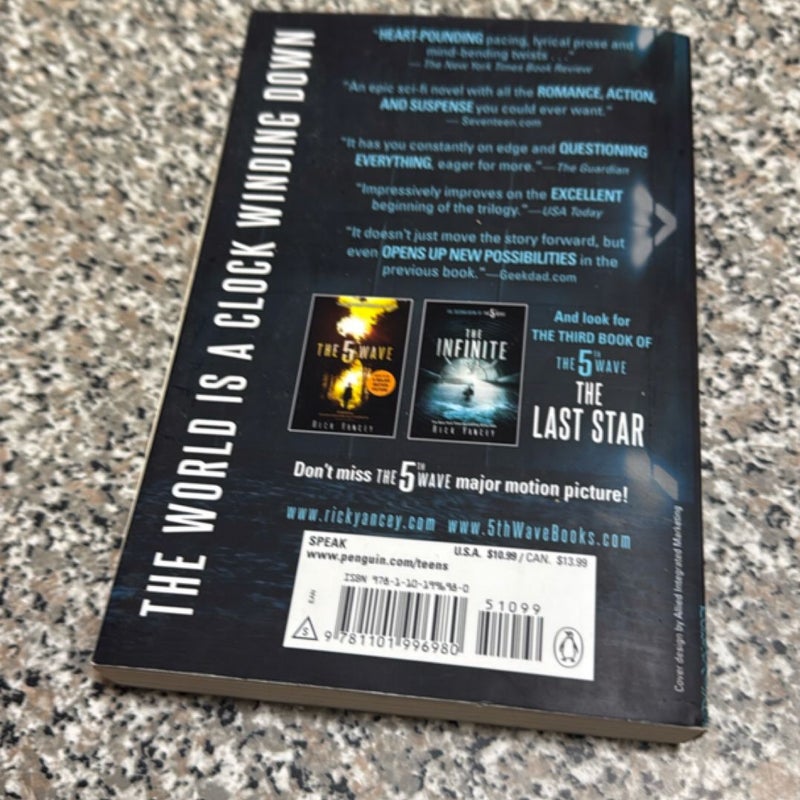 THE WORLD IS A CLOCK WINDING DOWN
"HEART-POUNDING pacing, lyrical prose and
mind-bending twists . . ."
— The New York Times Book Review
"An epic sci-fi novel with all the ROMANCE, ACTION,
AND SUSPENSE you could ever want."
— Seventeen.com
"It has you constantly on edge and QUESTIONING
EVERYTHING, eager for more."—The Guardian
"Impressively improves on the EXCELLENT
beginning of the trilogy."—USA Today
"It doesn't just move the story forward, but
even OPENS UP NEW POSSIBILITIES in the
previous book."—Geekdad.com
THE 5TH WAVE
RICK YANCEY
THE
INFINITE
RICK YANCEY
And look for
THE THIRD BOOK OF
THE 5TH WAVE
THE
LAST STAR
Don't miss THE 5TH WAVE major motion picture!
www.rickyancey.com www.5thWaveBooks.com
SPEAK
www.penguin.com/teens
U.S.A. $10.99 / CAN. $13.99
ISBN 978-1-10-199698-0
51099
S
9 781101 996980
Cover design by Allied Integrated Marketing